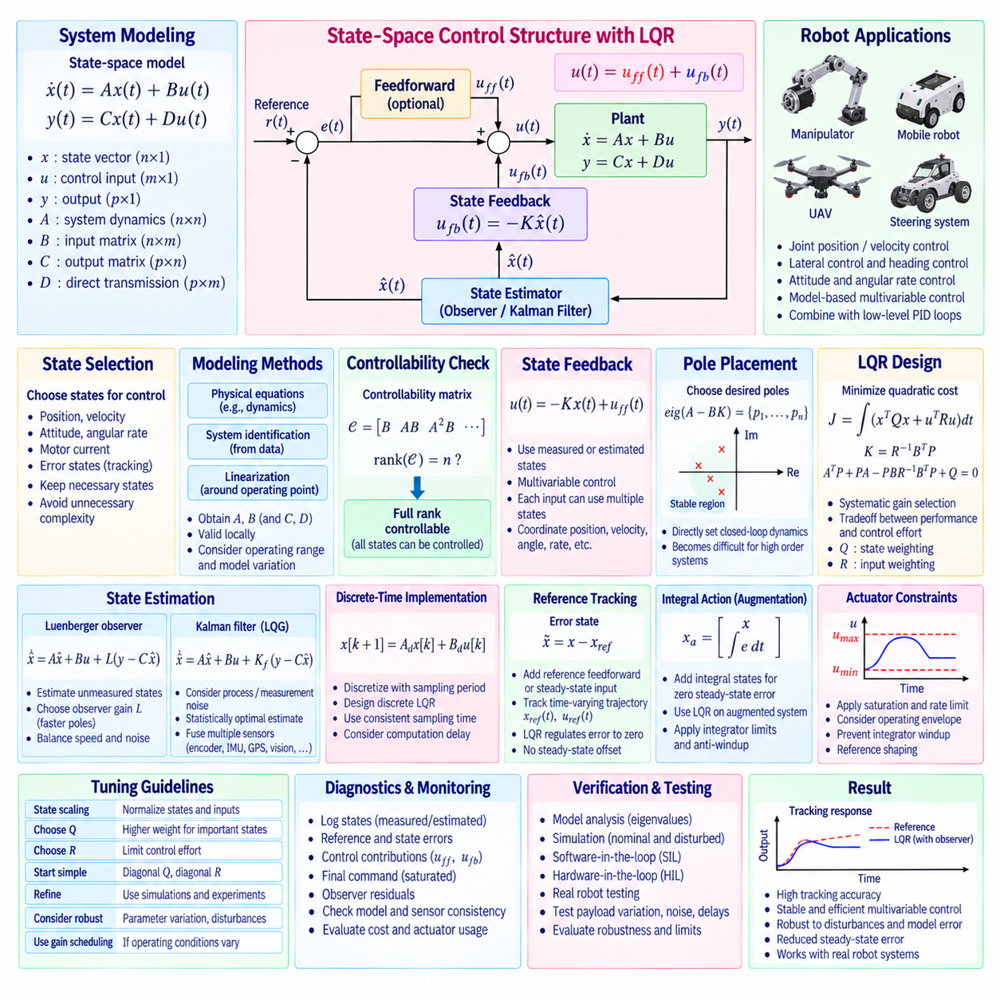 System Modeling
State-space model
ẋ(t) = Ax(t) + Bu(t)
y(t) = Cx(t) + Du(t)
• x : state vector (n×1)
• u : control input (m×1)
• y : output (p×1)
• A : system dynamics (n×n)
• B : input matrix (n×m)
• C : output matrix (p×n)
• D : direct transmission (p×m)
State-Space Control Structure with LQR
u(t) = u_ff(t) + u_fb(t)
Feedforward
(optional)
u_ff(t)
Reference
r(t)
+
−
e(t)
+
u(t)
Plant
ẋ = Ax + Bu
y = Cx + Du
y(t)
u_fb(t)
State Feedback
u_fb(t) = −Kx̂(t)
x̂(t)
x̂(t)
State Estimator
(Observer / Kalman Filter)
Robot Applications
Manipulator
Mobile robot
UAV
Steering system
• Joint position / velocity control
• Lateral control and heading control
• Attitude and angular rate control
• Model-based multivariable control
• Combine with low-level PID loops
State Selection
Choose states for control
• Position, velocity
• Attitude, angular rate
• Motor current
• Error states (tracking)
• Keep necessary states
• Avoid unnecessary
complexity
Modeling Methods
Physical equations
(e.g., dynamics)
System identification
(from data)
Linearization
(around operating point)
• Obtain A, B (and C, D)
• Valid locally
• Consider operating range
and model variation
Controllability Check
Controllability matrix
𝒞 = [B AB A²B ⋯]
rank(𝒞) = n ?
Full rank
controllable
(all states can be controlled)
State Feedback
u(t) = −Kx(t) + u_ff(t)
• Use measured or estimated
states
• Multivariable control
• Each input can use multiple
states
• Coordinate position, velocity,
angle, rate, etc.
Pole Placement
Choose desired poles
eig(A − BK) = {p₁, …, pₙ}
Im
Re
Stable region
• Directly set closed-loop dynamics
• Becomes difficult for high order
systems
LQR Design
Minimize quadratic cost
J = ∫(xᵀQx + uᵀRu)dt
K = R⁻¹BᵀP
AᵀP + PA − PBR⁻¹BᵀP + Q = 0
• Systematic gain selection
• Tradeoff between performance
and control effort
• Q : state weighting
• R : input weighting
State Estimation
Luenberger observer
x̂̇ = Ax̂ + Bu + L(y − Cx̂)
• Estimate unmeasured states
• Choose observer gain L
(faster poles)
• Balance speed and noise
Kalman filter (LQG)
x̂̇ = Ax̂ + Bu + K_f (y − Cx̂)
• Consider process / measurement
noise
• Statistically optimal estimate
• Fuse multiple sensors
(encoder, IMU, GPS, vision, …)
Discrete-Time Implementation
x[k+1] = A_d x[k] + B_d u[k]
• Discretize with sampling period
• Design discrete LQR
• Use consistent sampling time
• Consider computation delay
Reference Tracking
Error state
x̃ = x − x_ref
• Add reference feedforward
or steady-state input
• Track time-varying trajectory
x_ref(t), u_ref(t)
• LQR regulates error to zero
• No steady-state offset
Integral Action (Augmentation)
x_a = [ x
∫ e dt ]
• Add integral states for
zero steady-state error
• Use LQR on augmented system
• Apply integrator limits
and anti-windup
Actuator Constraints
u
u_max
u_min
Time
• Apply saturation and rate limit
• Consider operating envelope
• Prevent integrator windup
• Reference shaping
Tuning Guidelines
State scaling Normalize states and inputs
Choose Q Higher weight for important states
Choose R Limit control effort
Start simple Diagonal Q, diagonal R
Refine Use simulations and experiments
Consider robust Parameter variation, disturbances
Use gain scheduling If operating conditions vary
Diagnostics & Monitoring
• Log states (measured/estimated)
• Reference and state errors
• Control contributions (u_ff, u_fb)
• Final command (saturated)
• Observer residuals
• Check model and sensor consistency
• Evaluate cost and actuator usage
Verification & Testing
• Model analysis (eigenvalues)
• Simulation (nominal and disturbed)
• Software-in-the-loop (SIL)
• Hardware-in-the-loop (HIL)
• Real robot testing
• Test payload variation, noise, delays
• Evaluate robustness and limits
Result
Tracking response
Reference
LQR (with observer)
Output
Time
• High tracking accuracy
• Stable and efficient multivariable control
• Robust to disturbances and model error
• Reduced steady-state error
• Works with real robot systems